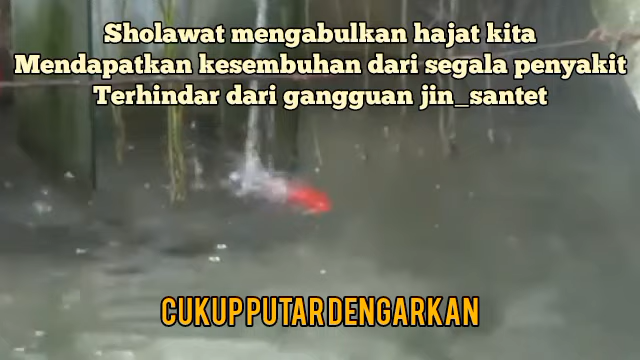 Sholawat mengabulkan hajat kita
Mendapatkan kesembuhan dari segala penyakit
Terhindar dari gangguan jin_santet
CUKUP PUTAR DENGARKAN